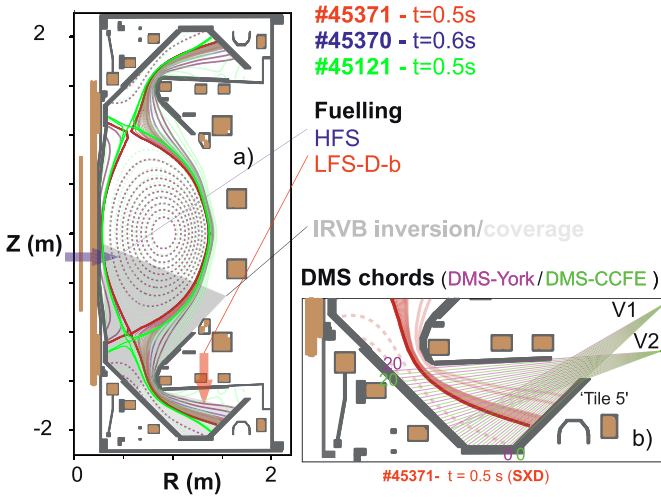 #45371 - t=0.5s
#45370 - t=0.6s
#45121 - t=0.5s
Fuelling
HFS
LFS-D-b
IRVB inversion/coverage
DMS chords (DMS-York/DMS-CCFE)
2
a)
Z (m)
-2
0
2
R (m)
V1
V2
20
20
'Tile 5'
b)
0 0
#45371- t = 0.5 s (SXD)